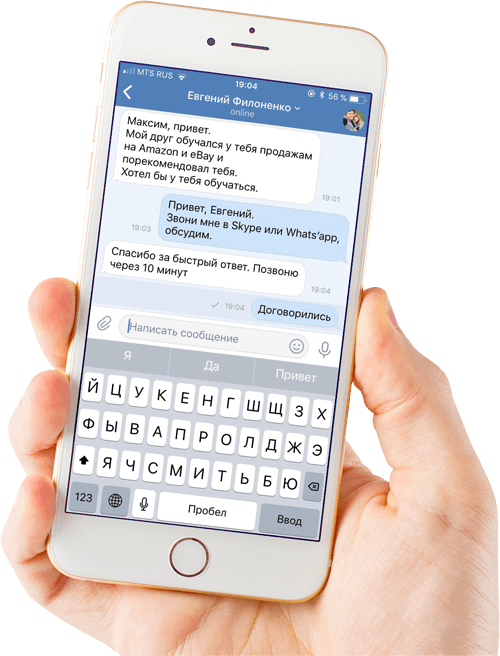 MTS RUS
19:04
56 %
Евгений Филоненко
online
Максим, привет.
Мой друг обучался у тебя продажам
на Amazon и eBay и
порекомендовал тебя.
Хотел бы у тебя обучаться.
19:01
Привет, Евгений.
Звони мне в Skype или Whats'app,
обсудим.
19:03
Спасибо за быстрый ответ. Позвоню
через 10 минут
19:04
19:04
Договорились
Написать сообщение
Я Да Привет
Й Ц У К Е Н Г Ш Щ З Х
Ф Ы В А П Р О Л Д Ж Э
Я Ч С М И Т Ь Б Ю
123 Пробел Ввод